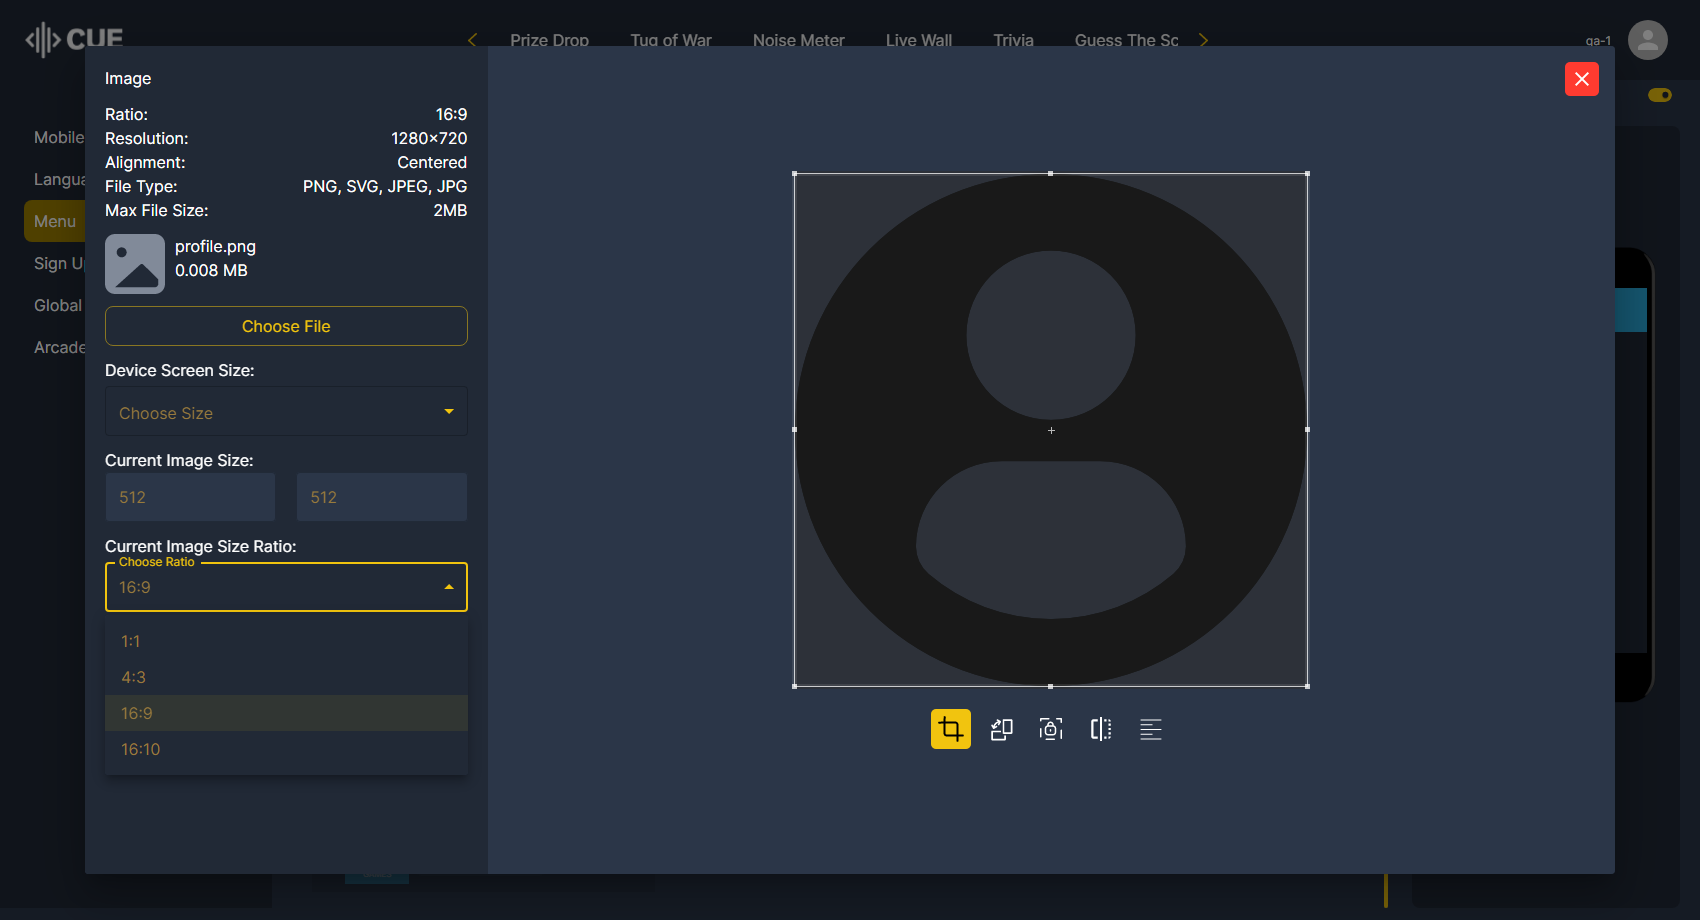 CUE
Prize Drop
Tug of War
Noise Meter
Live Wall
Trivia
Guess The Sc
qa-1
Mobile
Langua
Menu
Sign U
Global
Arcade
Image
Ratio: 16:9
Resolution: 1280×720
Alignment: Centered
File Type: PNG, SVG, JPEG, JPG
Max File Size: 2MB
profile.png
0.008 MB
Choose File
Device Screen Size:
Choose Size
Current Image Size:
512 512
Current Image Size Ratio:
Choose Ratio
16:9
1:1
4:3
16:9
16:10